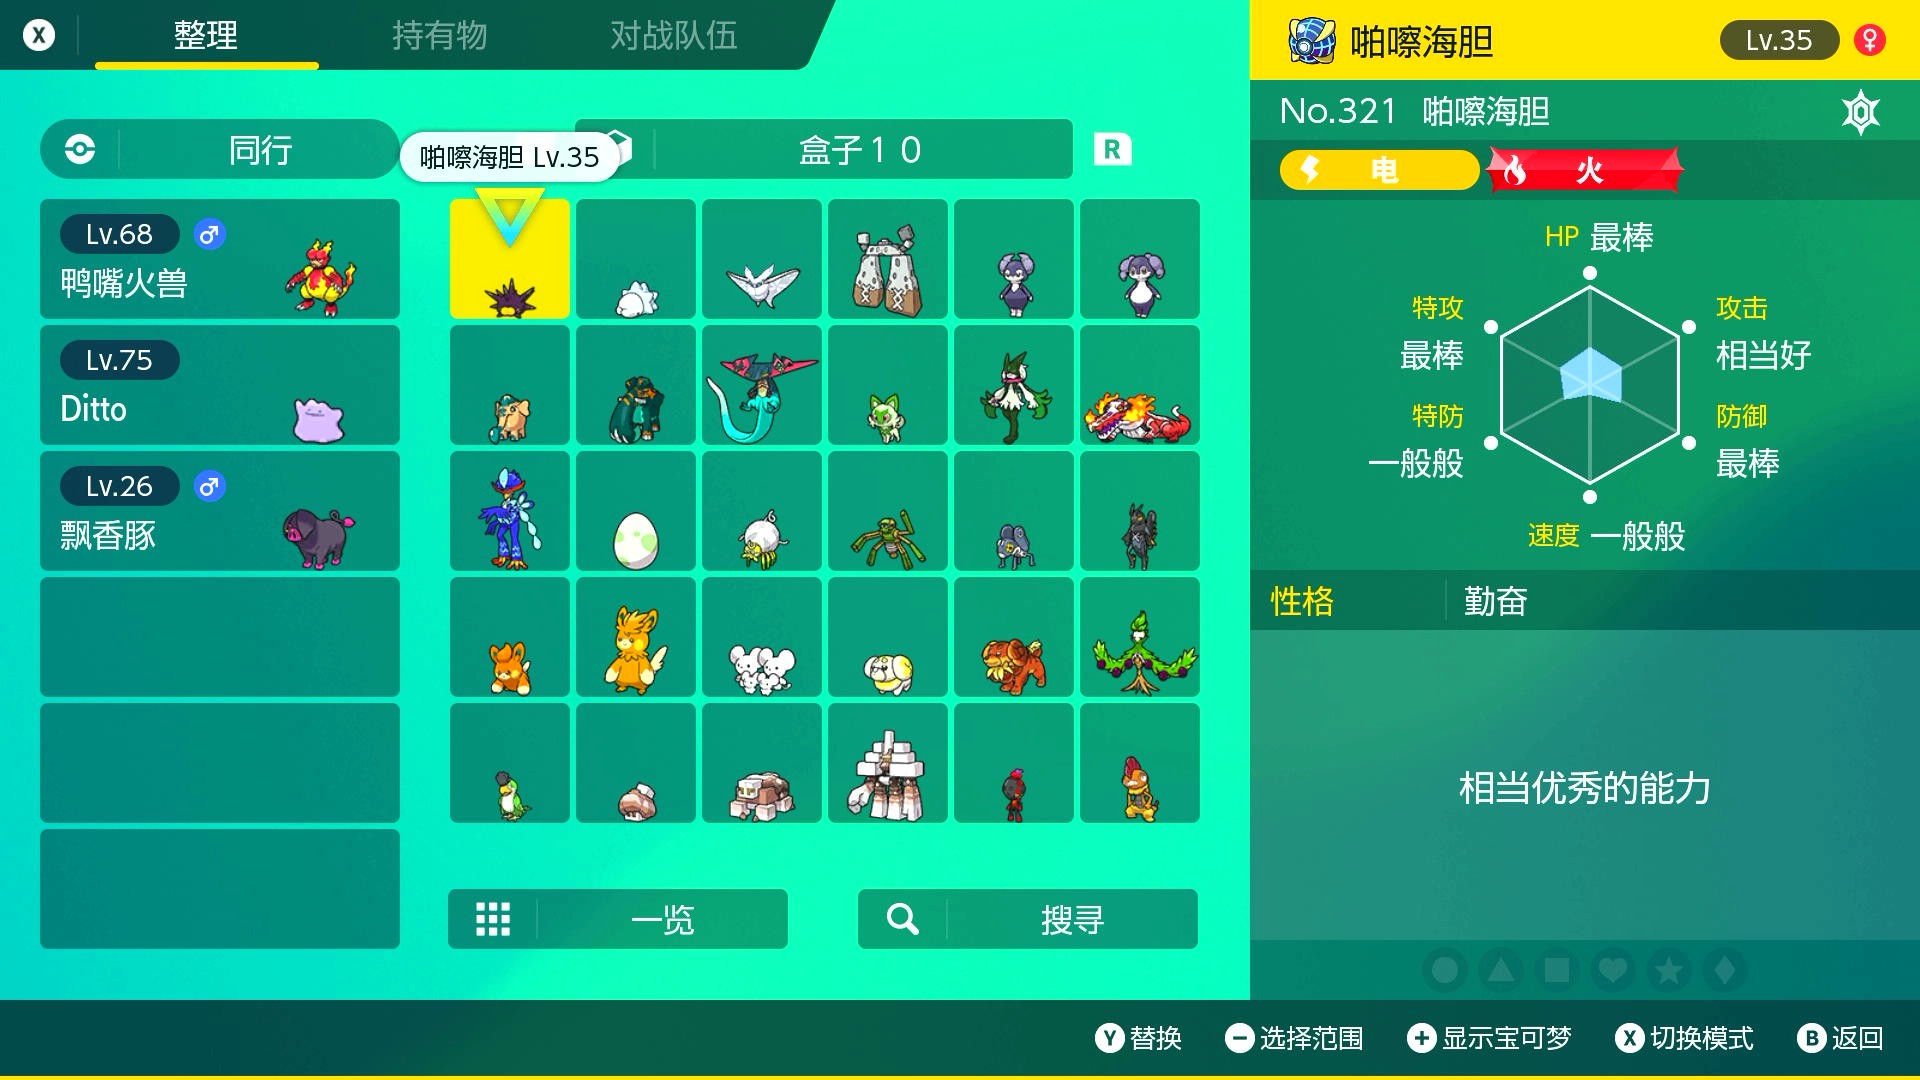 X 整理 持有物 对战队伍
同行
啪嚓海胆 Lv.35
盒子10
R
Lv.68
鸭嘴火兽
Lv.75
Ditto
Lv.26
飘香豚
一览
搜寻
啪嚓海胆 Lv.35
No.321 啪嚓海胆
电 火
HP 最棒
特攻
最棒
攻击
相当好
特防
一般般
防御
最棒
速度 一般般
性格 勤奋
相当优秀的能力
Y 替换 选择范围 显示宝可梦 X 切换模式 B 返回